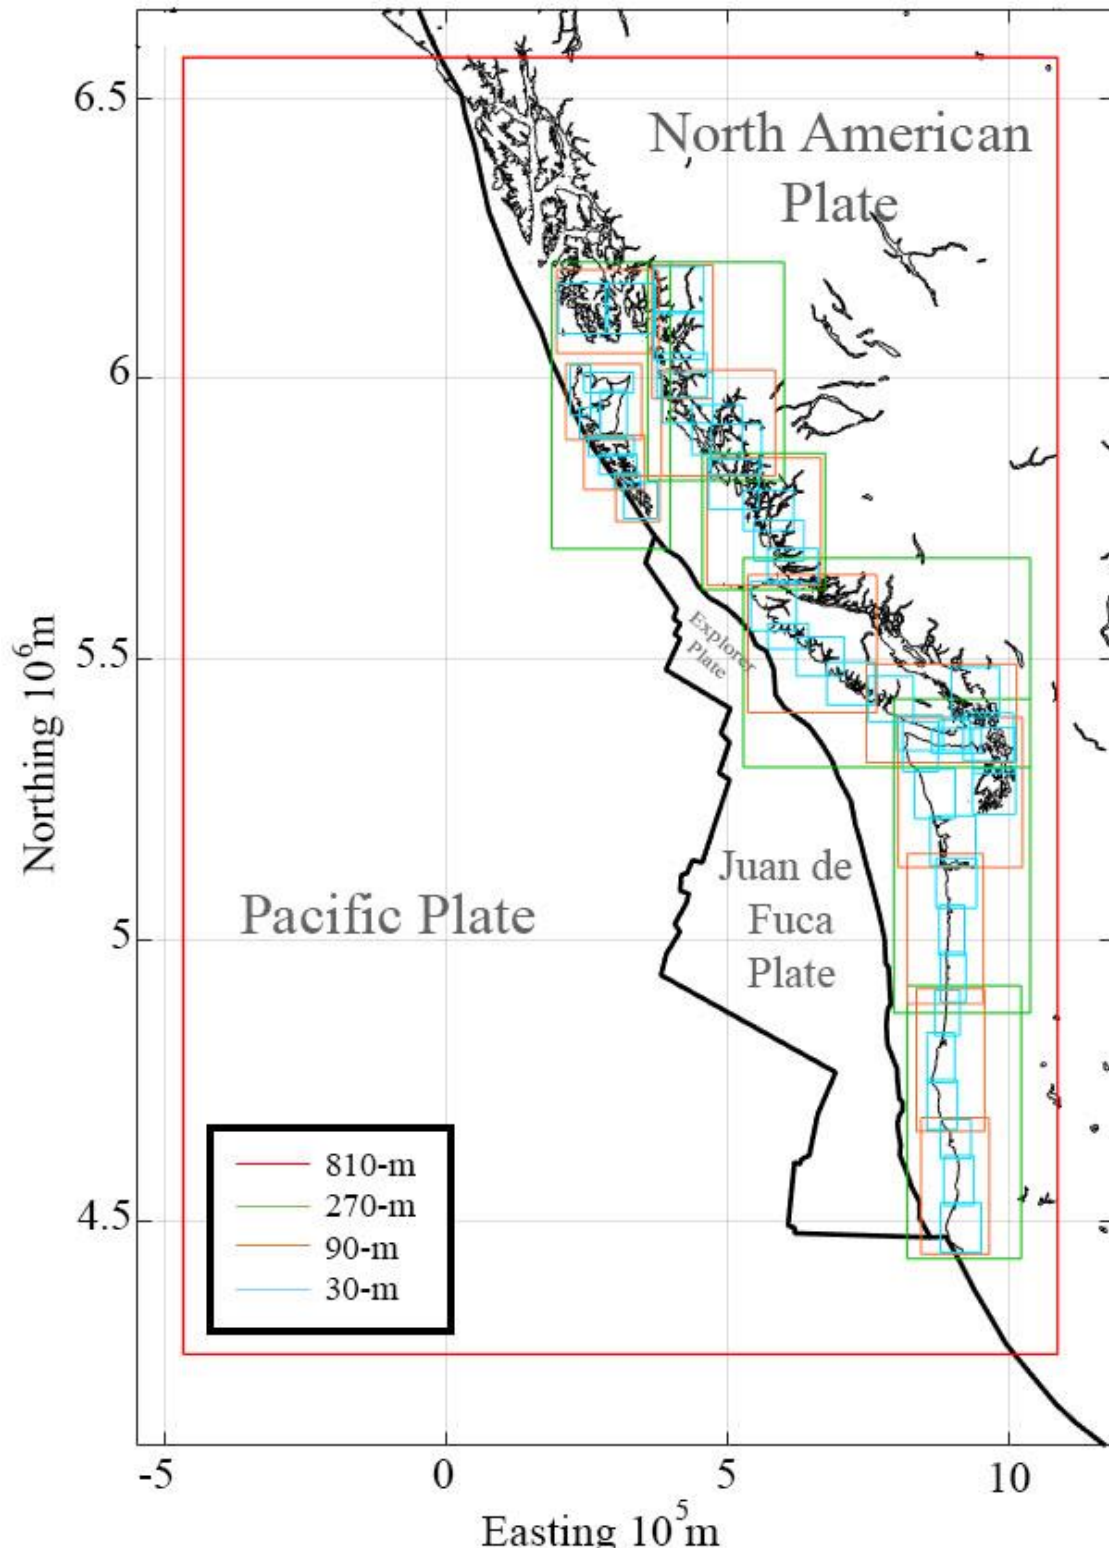 6.5
North American
Plate
6
Northing 10⁶m
5.5
Explorer
Plate
Juan de
Fuca
Plate
Pacific Plate
5
810-m
270-m
90-m
30-m
4.5
-5
0
5
10
Easting 10⁵m